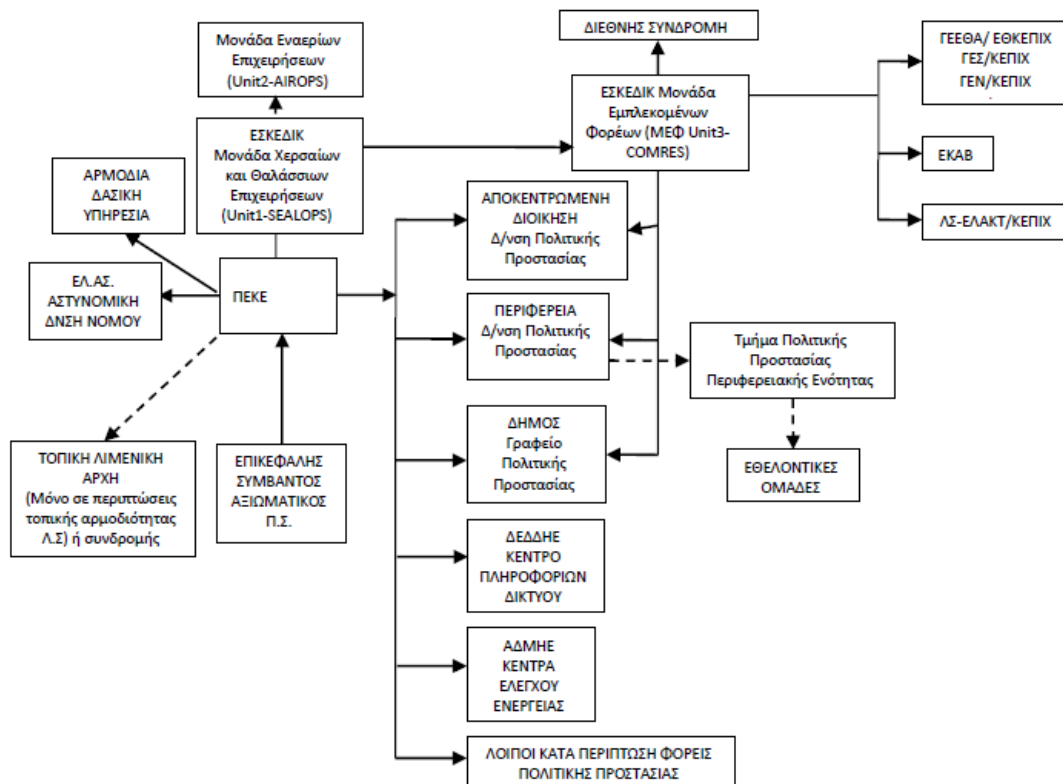 ΔΙΕΘΝΗΣ ΣΥΝΔΡΟΜΗ
Μονάδα Εναερίων
Επιχειρήσεων
(Unit2-AIROPS)
ΓΕΕΘΑ/ ΕΘΚΕΠΙΧ
ΓΕΣ/ΚΕΠΙΧ
ΓΕΝ/ΚΕΠΙΧ
ΕΣΚΕΔΙΚ Μονάδα
Εμπλεκομένων
Φορέων (ΜΕΦ Unit3-
COMRES)
ΕΣΚΕΔΙΚ
Μονάδα Χερσαίων
και Θαλάσσιων
Επιχειρήσεων
(Unit1-SEALOPS)
ΕΚΑΒ
ΛΣ-ΕΛΑΚΤ/ΚΕΠΙΧ
ΑΡΜΟΔΙΑ
ΔΑΣΙΚΗ
ΥΠΗΡΕΣΙΑ
ΑΠΟΚΕΝΤΡΩΜΕΝΗ
ΔΙΟΙΚΗΣΗ
Δ/νση Πολιτικής
Προστασίας
ΕΛ.ΑΣ.
ΑΣΤΥΝΟΜΙΚΗ
ΔΝΣΗ ΝΟΜΟΥ
ΠΕΚΕ
ΠΕΡΙΦΕΡΕΙΑ
Δ/νση Πολιτικής
Προστασίας
Τμήμα Πολιτικής
Προστασίας
Περιφερειακής Ενότητας
ΤΟΠΙΚΗ ΛΙΜΕΝΙΚΗ
ΑΡΧΗ
(Μόνο σε περιπτώσεις
τοπικής αρμοδιότητας
Λ.Σ) ή συνδρομής
ΕΠΙΚΕΦΑΛΗΣ
ΣΥΜΒΑΝΤΟΣ
ΑΞΙΩΜΑΤΙΚΟΣ
Π.Σ.
ΔΗΜΟΣ
Γραφείο
Πολιτικής
Προστασίας
ΕΘΕΛΟΝΤΙΚΕΣ
ΟΜΑΔΕΣ
ΔΕΔΔΗΕ
ΚΕΝΤΡΟ
ΠΛΗΡΟΦΟΡΙΩΝ
ΔΙΚΤΥΟΥ
ΑΔΜΗΕ
ΚΕΝΤΡΑ
ΕΛΕΓΧΟΥ
ΕΝΕΡΓΕΙΑΣ
ΛΟΙΠΟΙ ΚΑΤΑ ΠΕΡΙΠΤΩΣΗ ΦΟΡΕΙΣ
ΠΟΛΙΤΙΚΗΣ ΠΡΟΣΤΑΣΙΑΣ